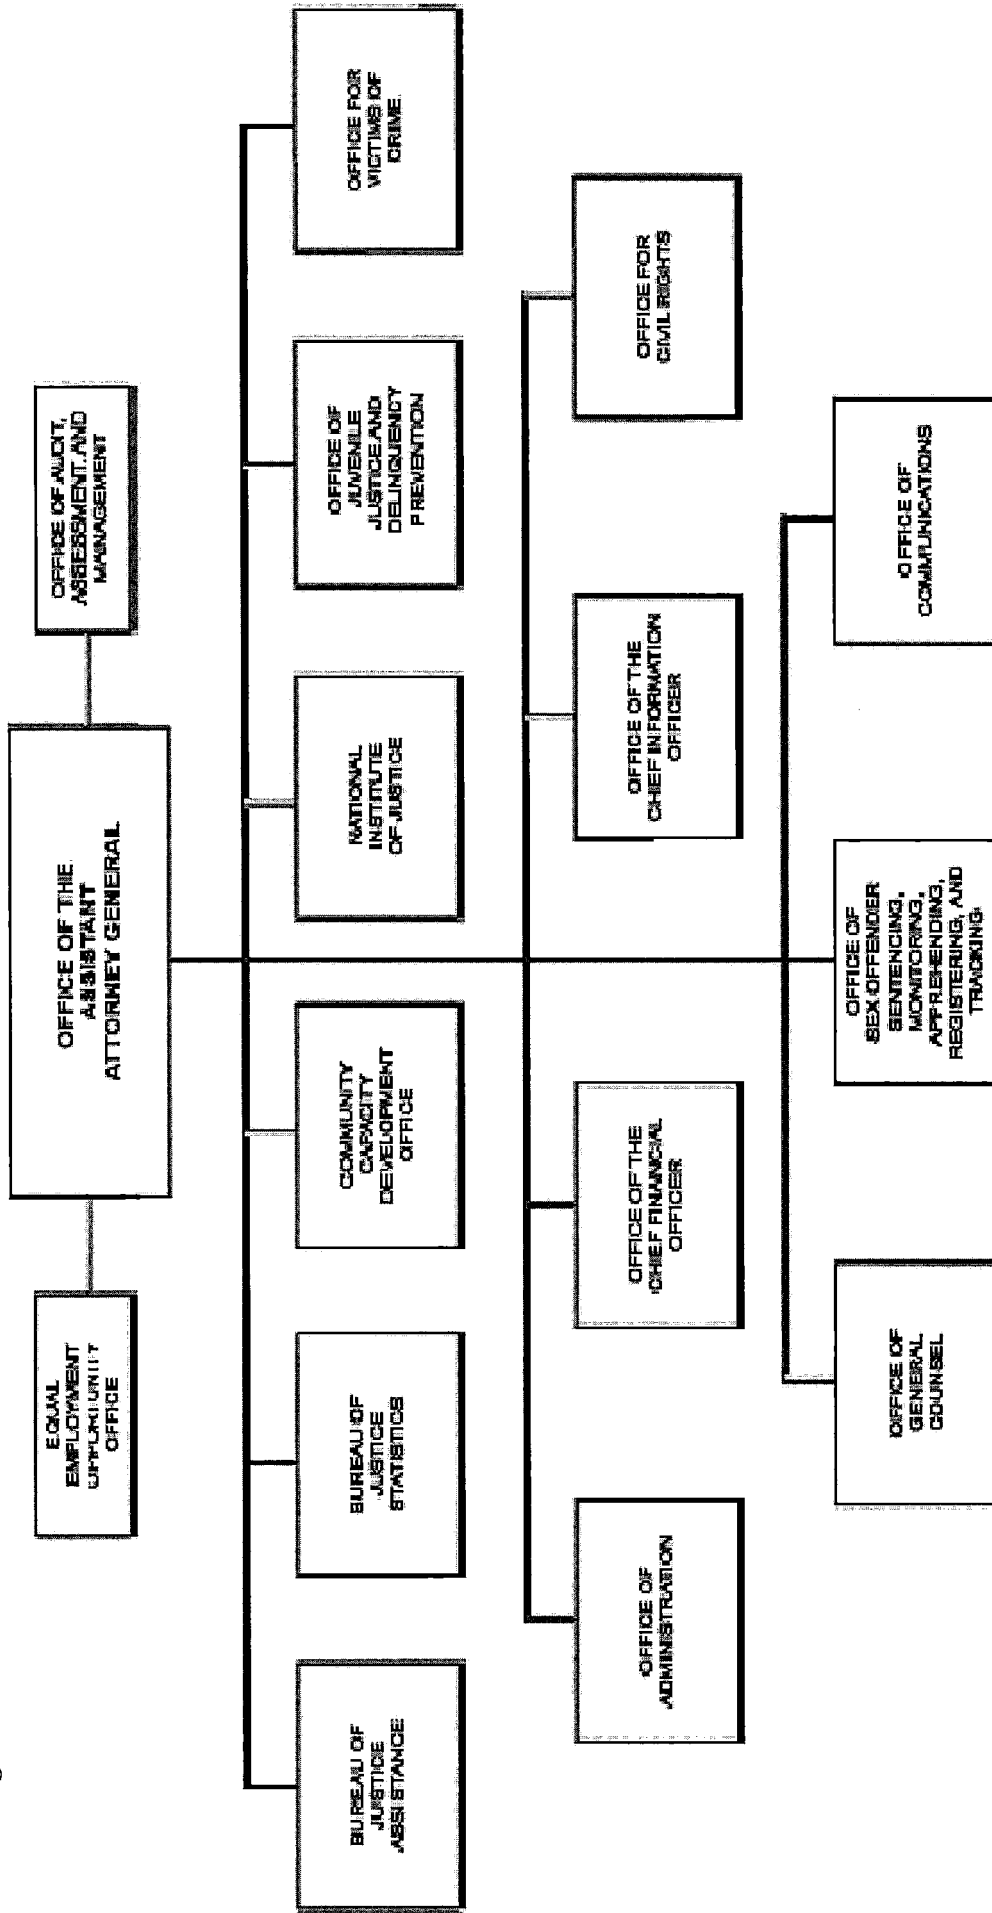 OFFICE OF THE
ASSISTANT
ATTORNEY GENERAL
EQUAL
EMPLOYMENT
OPPORTUNITY
OFFICE
OFFICE OF AUDIT,
ASSESSMENT, AND
MANAGEMENT
BUREAU OF
JUSTICE
ASSISTANCE
BUREAU OF
JUSTICE
STATISTICS
COMMUNITY
CAPACITY
DEVELOPMENT
OFFICE
NATIONAL
INSTITUTE
OF JUSTICE
OFFICE OF
JUVENILE
JUSTICE AND
DELINQUENCY
PREVENTION
OFFICE FOR
VICTIMS OF
CRIME
OFFICE OF
ADMINISTRATION
OFFICE OF THE
CHIEF FINANCIAL
OFFICER
OFFICE OF THE
CHIEF INFORMATION
OFFICER
OFFICE FOR
CIVIL RIGHTS
OFFICE OF
GENERAL
COUNSEL
OFFICE OF
SEX OFFENDER
SENTENCING,
MONITORING,
APPREHENDING,
REGISTERING, AND
TRACKING
OFFICE OF
COMMUNICATIONS